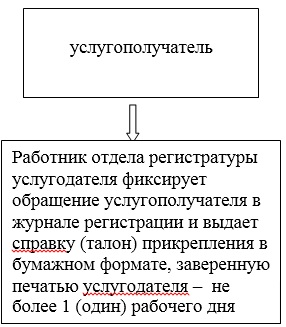 услугополучатель
Работник отдела регистратуры
услугодателя фиксирует
обращение услугополучателя в
журнале регистрации и выдает
справку (талон) прикрепления в
бумажном формате, заверенную
печатью услугодателя – не
более 1 (один) рабочего дня